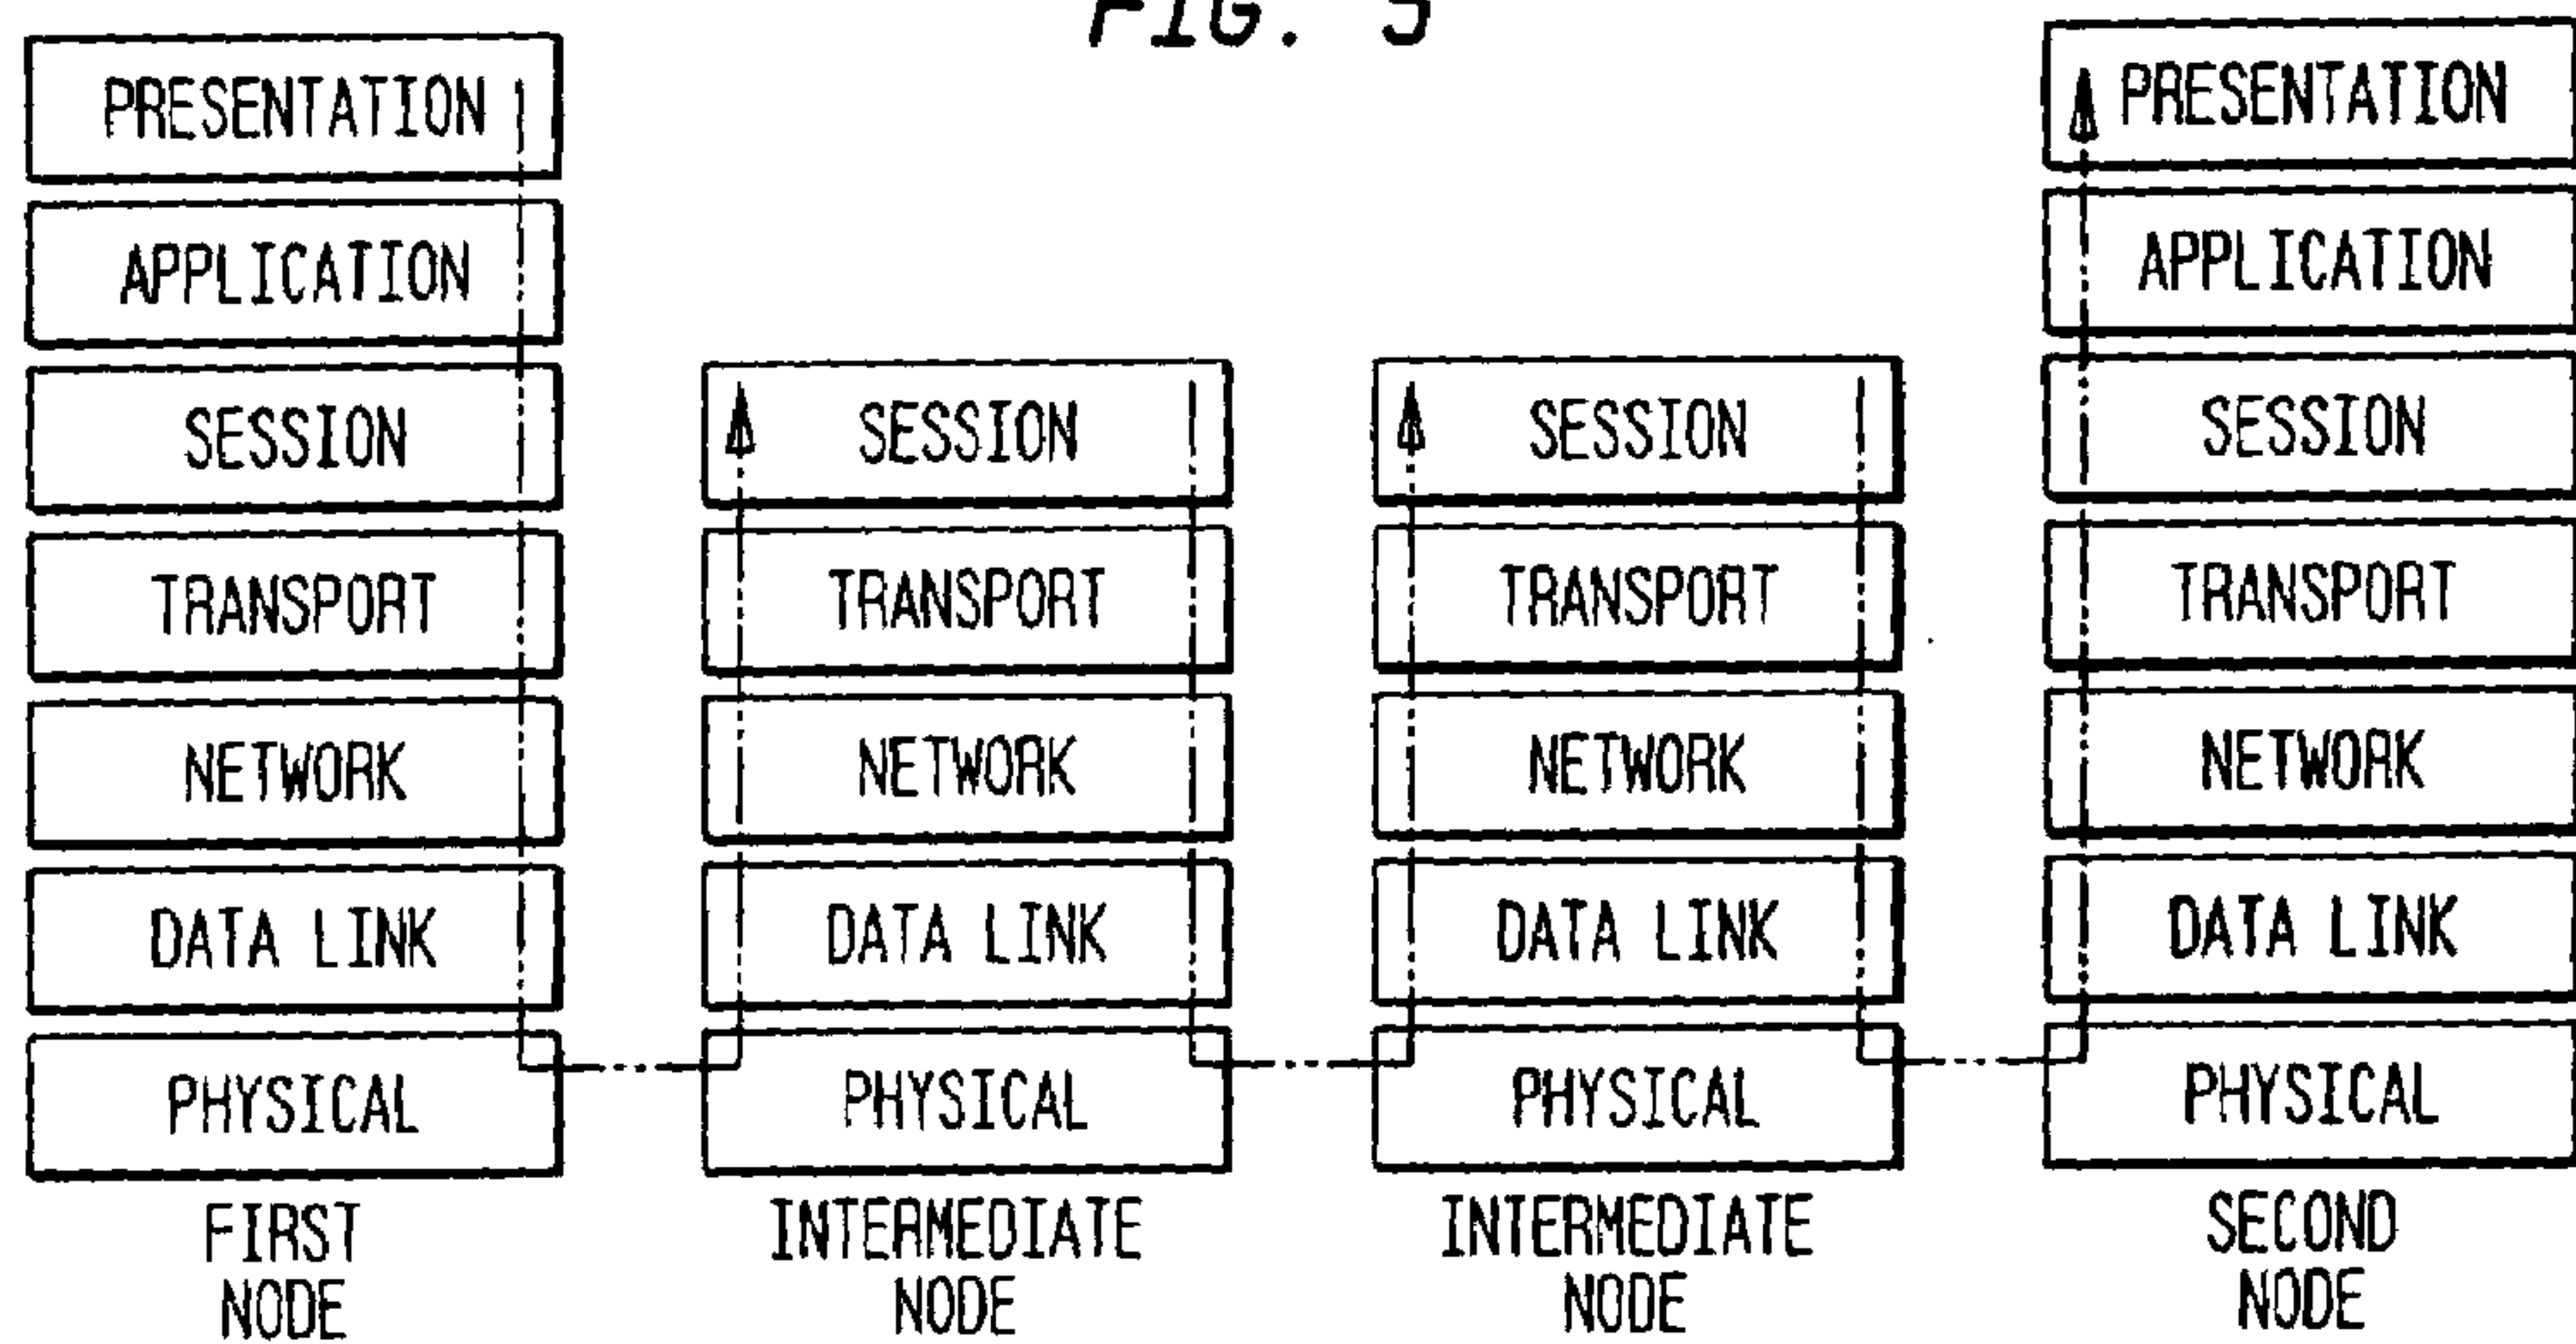 FIG.
PRESENTATION
APPLICATION
SESSION
TRANSPORT
NETWORK
DATA LINK
PHYSICAL
FIRST
NODE
SESSION
TRANSPORT
NETWORK
DATA LINK
PHYSICAL
INTERMEDIATE
NODE
SESSION
TRANSPORT
NETWORK
DATA LINK
PHYSICAL
INTERMEDIATE
NODE
PRESENTATION
APPLICATION
SESSION
TRANSPORT
NETWORK
DATA LINK
PHYSICAL
SECOND
NODE